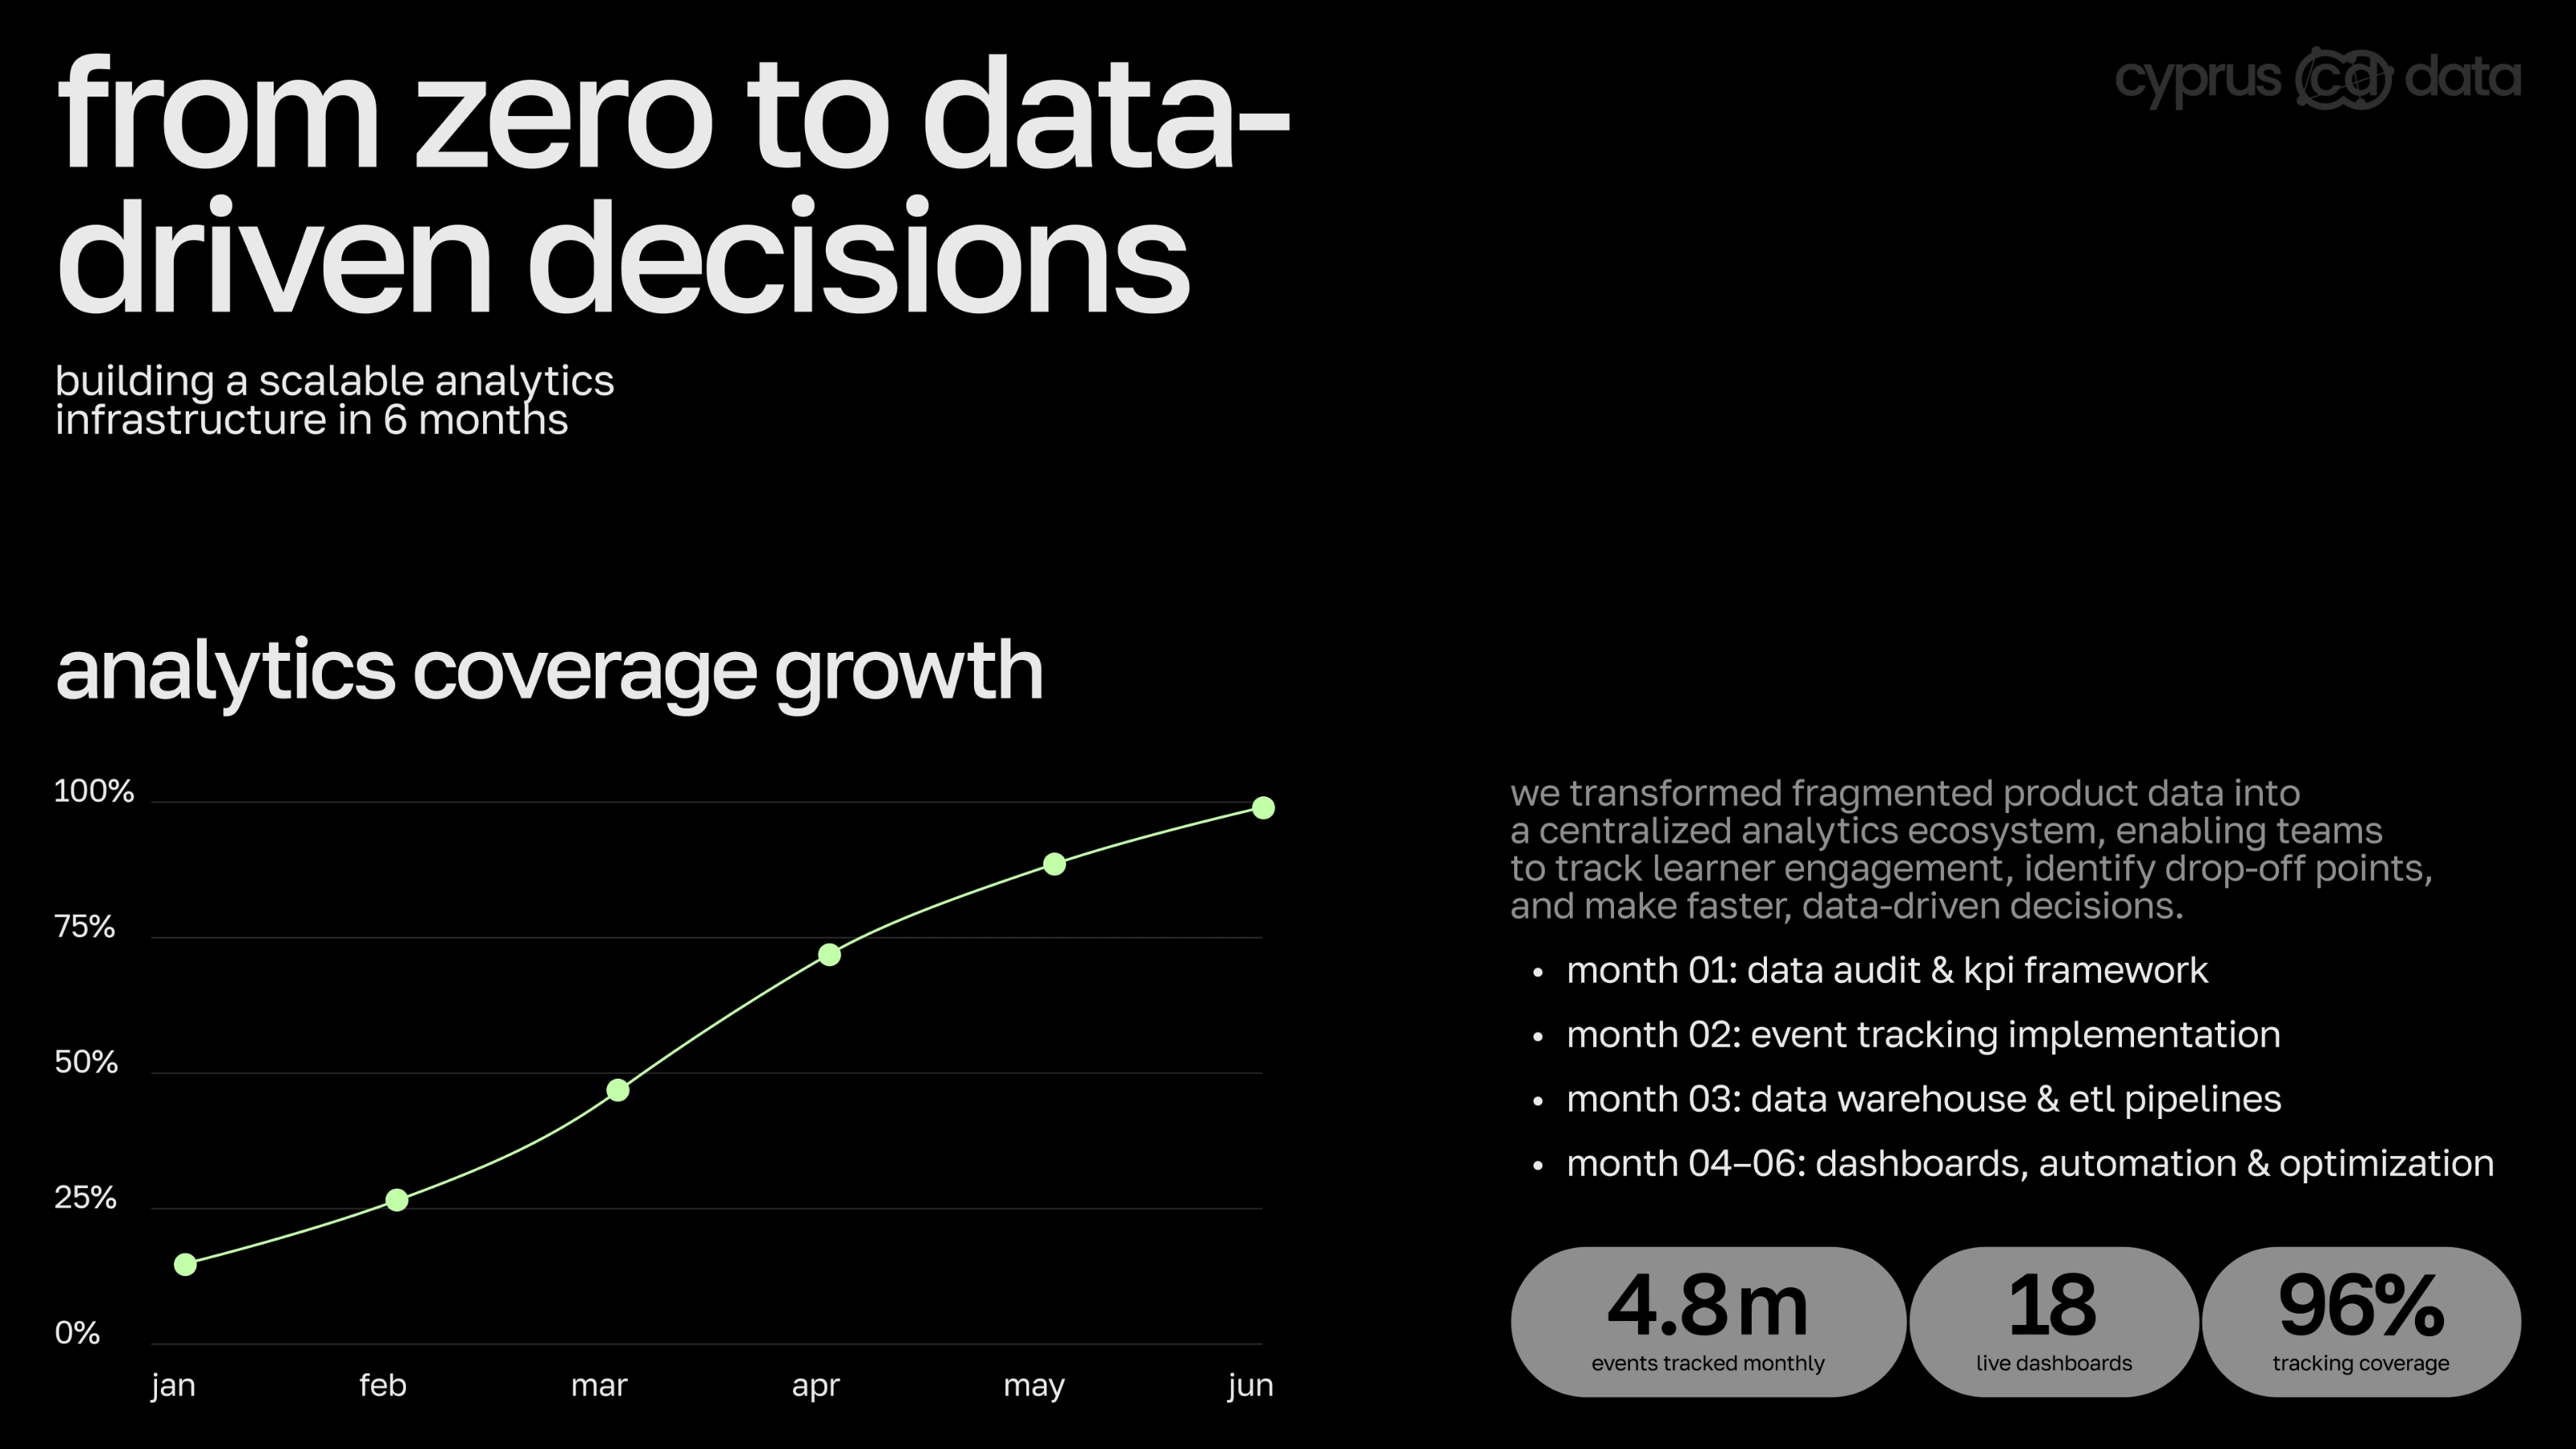 from zero to data-
driven decisions
cyprus cd data
building a scalable analytics
infrastructure in 6 months
analytics coverage growth
100%
75%
50%
25%
0%
jan feb mar apr may jun
we transformed fragmented product data into
a centralized analytics ecosystem, enabling teams
to track learner engagement, identify drop-off points,
and make faster, data-driven decisions.
• month 01: data audit & kpi framework
• month 02: event tracking implementation
• month 03: data warehouse & etl pipelines
• month 04–06: dashboards, automation & optimization
4.8m
events tracked monthly
18
live dashboards
96%
tracking coverage